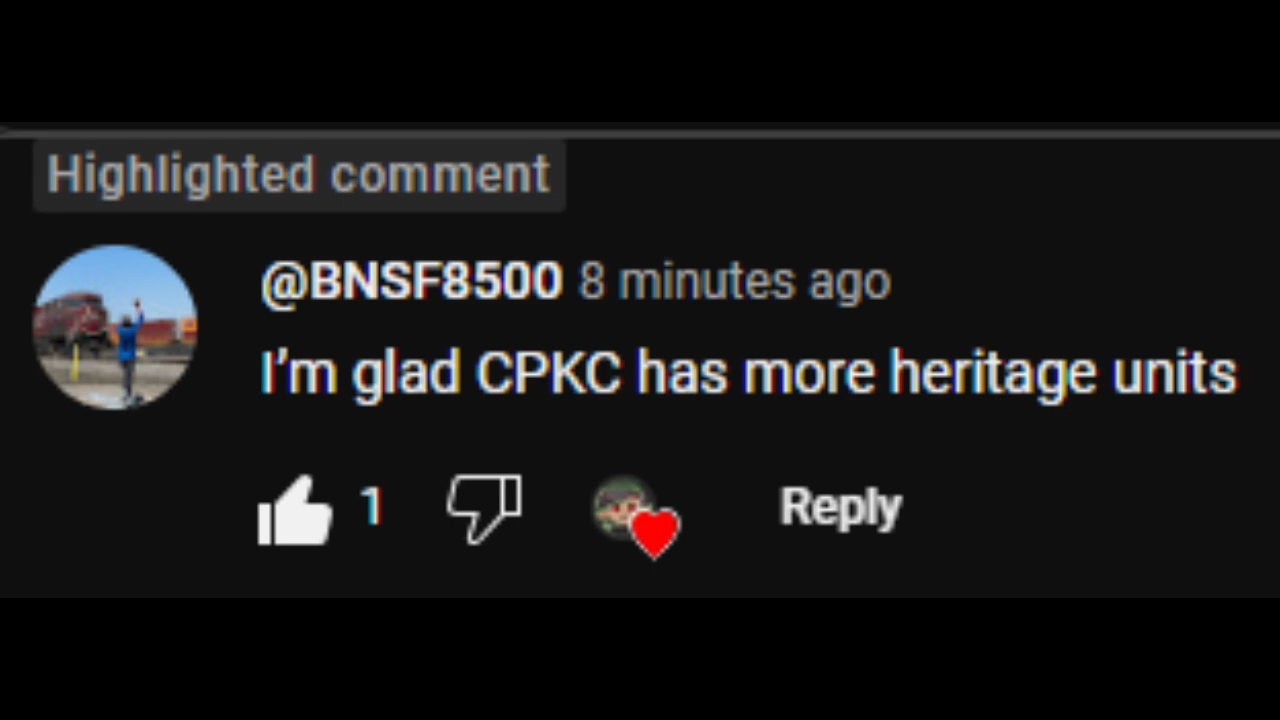 Highlighted comment
@BNSF8500 8 minutes ago
I'm glad CPKC has more heritage units
1 Reply